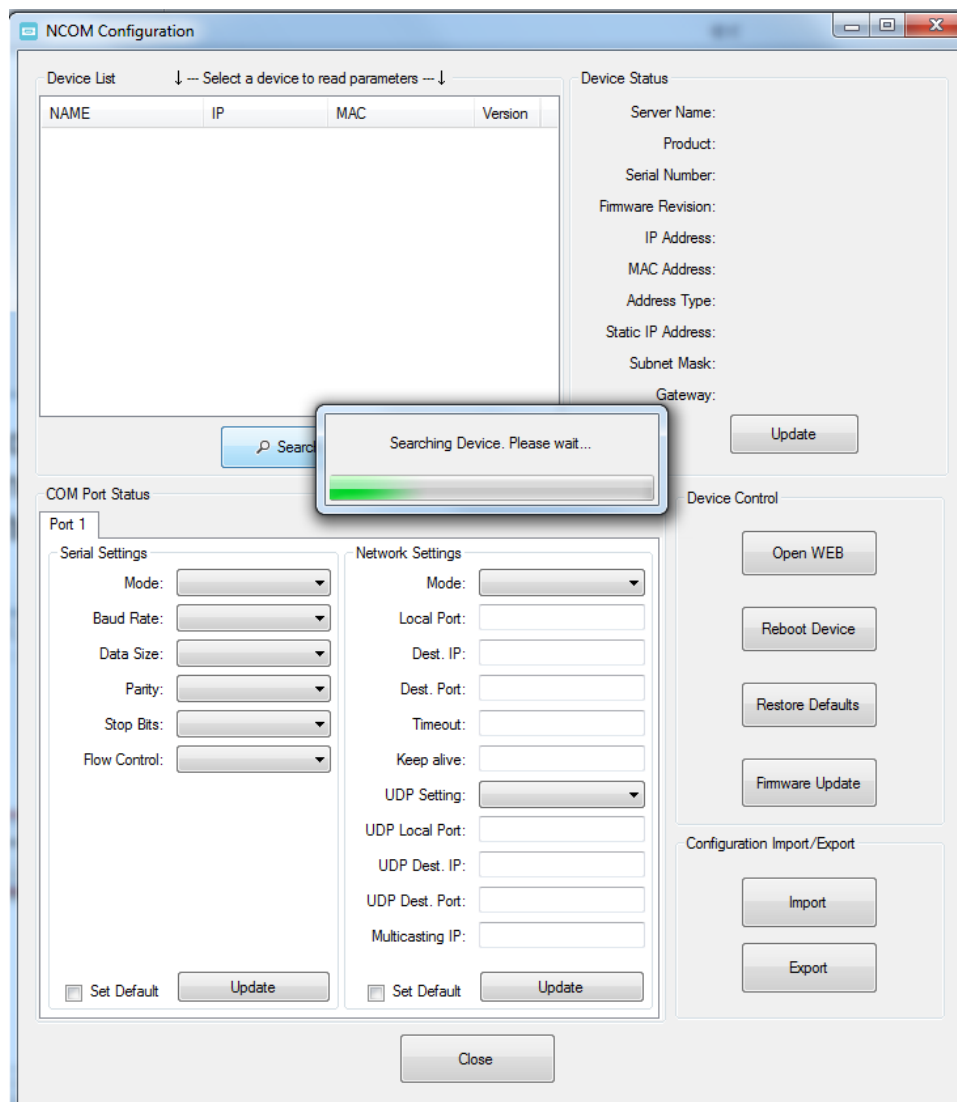 NCOM Configuration
Device List ↓ --- Select a device to read parameters --- ↓
NAME IP MAC Version
Device Status
Server Name:
Product:
Serial Number:
Firmware Revision:
IP Address:
MAC Address:
Address Type:
Static IP Address:
Subnet Mask:
Gateway:
Update
Search
Searching Device. Please wait...
COM Port Status
Port 1
Serial Settings
Mode:
Baud Rate:
Data Size:
Parity:
Stop Bits:
Flow Control:
Set Default Update
Network Settings
Mode:
Local Port:
Dest. IP:
Dest. Port:
Timeout:
Keep alive:
UDP Setting:
UDP Local Port:
UDP Dest. IP:
UDP Dest. Port:
Multicasting IP:
Set Default Update
Device Control
Open WEB
Reboot Device
Restore Defaults
Firmware Update
Configuration Import/Export
Import
Export
Close